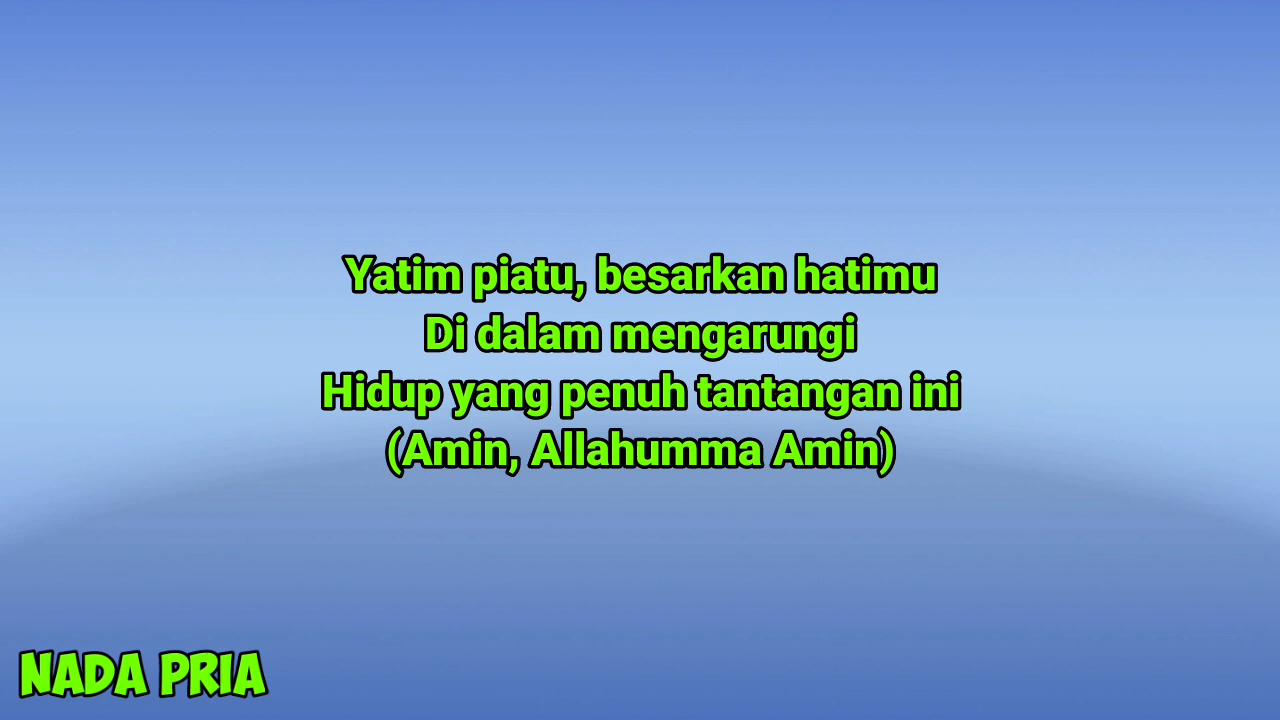 Yatim piatu, besarkan hatimu
Di dalam mengarungi
Hidup yang penuh tantangan ini
(Amin, Allahumma Amin)
NADA PRIA